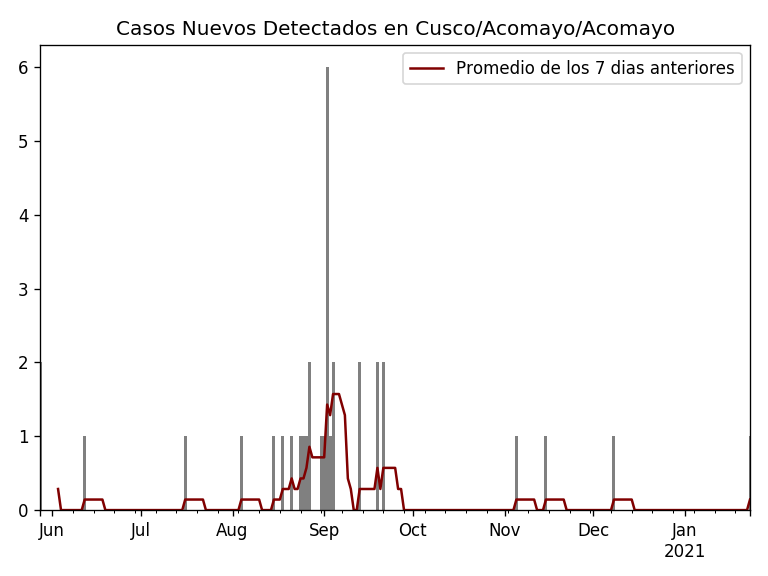 Casos Nuevos Detectados en Cusco/Acomayo/Acomayo
Promedio de los 7 dias anteriores
6
5
4
3
2
1
0
Jun Jul Aug Sep Oct Nov Dec Jan
2021